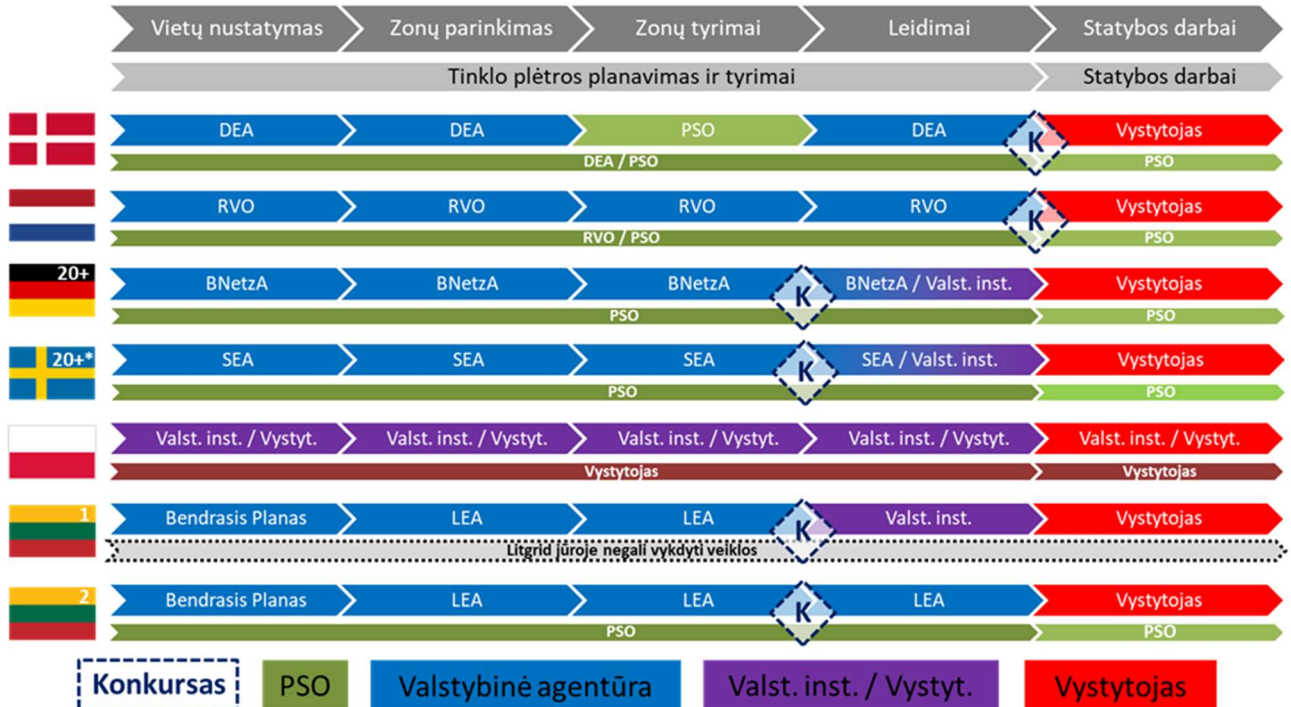 Vietų nustatymas Zonų parinkimas Zonų tyrimai Leidimai Statybos darbai
Tinklo plėtros planavimas ir tyrimai Statybos darbai
DEA DEA PSO DEA K Vystytojas
DEA / PSO PSO
RVO RVO RVO RVO K Vystytojas
RVO / PSO PSO
20+ BNetzA BNetzA BNetzA K BNetzA / Valst. inst. Vystytojas
PSO PSO
20+* SEA SEA SEA K SEA / Valst. inst. Vystytojas
PSO PSO
Valst. inst. / Vystyt. Valst. inst. / Vystyt. Valst. inst. / Vystyt. Valst. inst. / Vystyt. Valst. inst. / Vystyt.
Vystytojas Vystytojas
1 Bendrasis Planas LEA LEA K Valst. inst. Vystytojas
Litgrid jūroje negali vykdyti veiklos
2 Bendrasis Planas LEA LEA K LEA Vystytojas
PSO PSO
Konkursas PSO Valstybinė agentūra Valst. inst. / Vystyt. Vystytojas